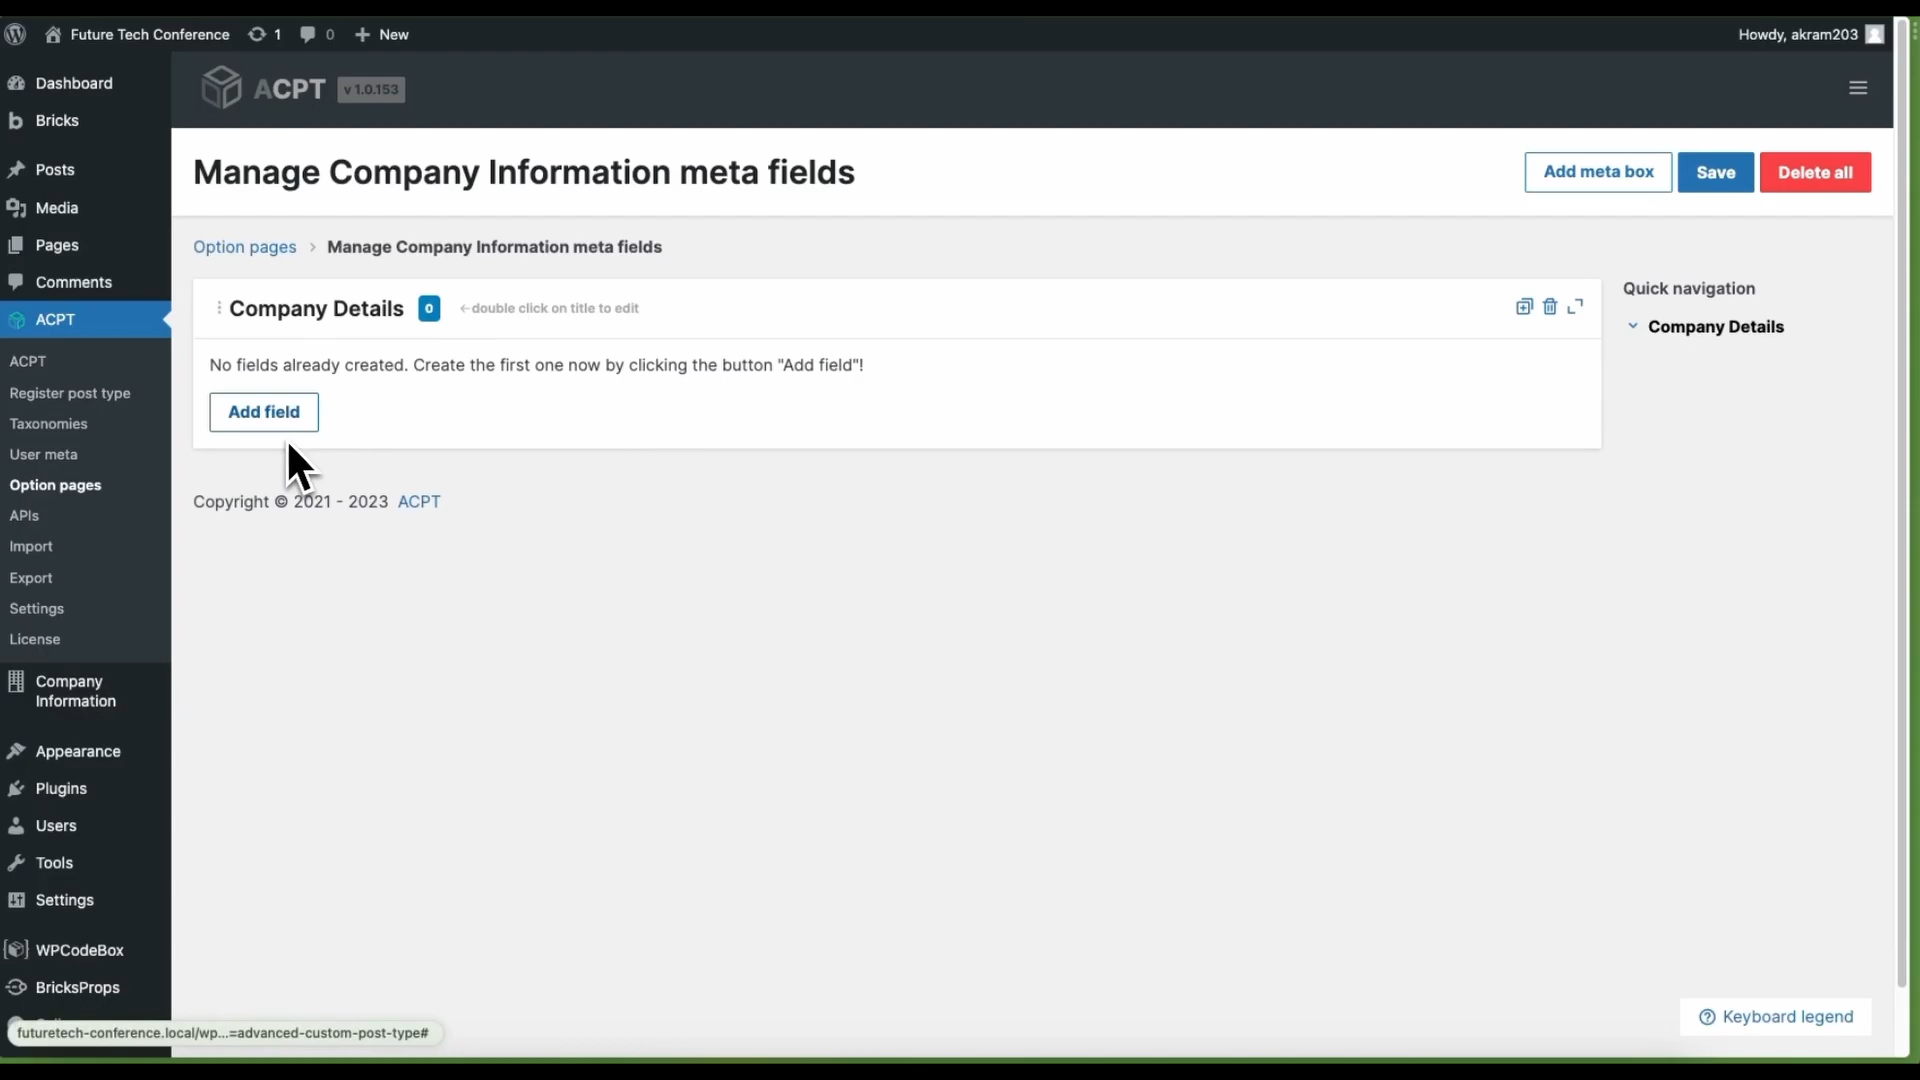 Future Tech Conference
1
0
New
Howdy, akram203
Dashboard
Bricks
Posts
Media
Pages
Comments
ACPT
ACPT
Register post type
Taxonomies
User meta
Option pages
APIs
Import
Export
Settings
License
Company
Information
Appearance
Plugins
Users
Tools
Settings
WPCodeBox
BricksProps
futuretech-conference.local/wp...=advanced-custom-post-type#
ACPT v 1.0.153
Manage Company Information meta fields
Add meta box
Save
Delete all
Option pages > Manage Company Information meta fields
Company Details 0 ←double click on title to edit
No fields already created. Create the first one now by clicking the button "Add field"!
Add field
Copyright © 2021 - 2023 ACPT
Quick navigation
Company Details
Keyboard legend